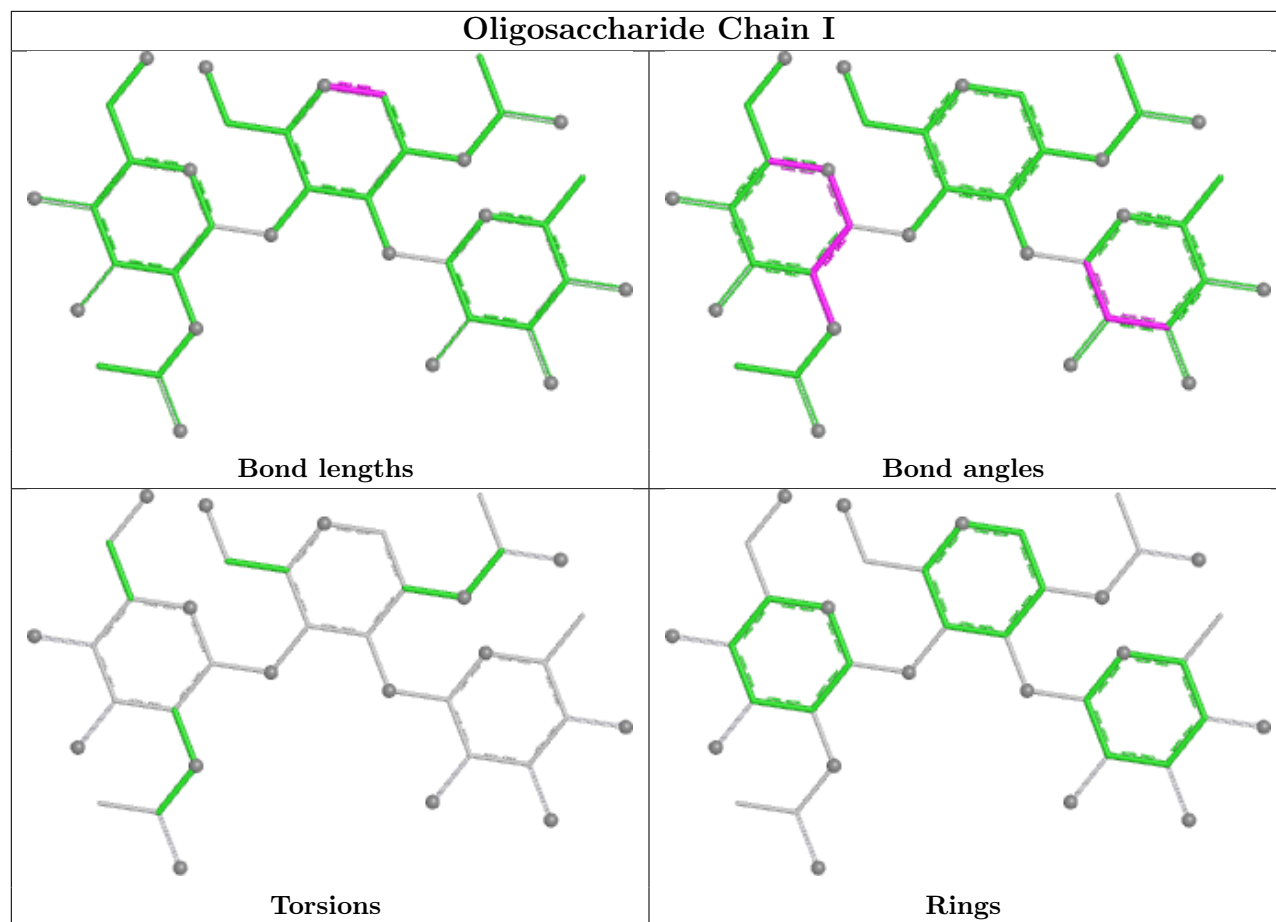 Oligosaccharide Chain I
Bond lengths
Bond angles
Torsions
Rings